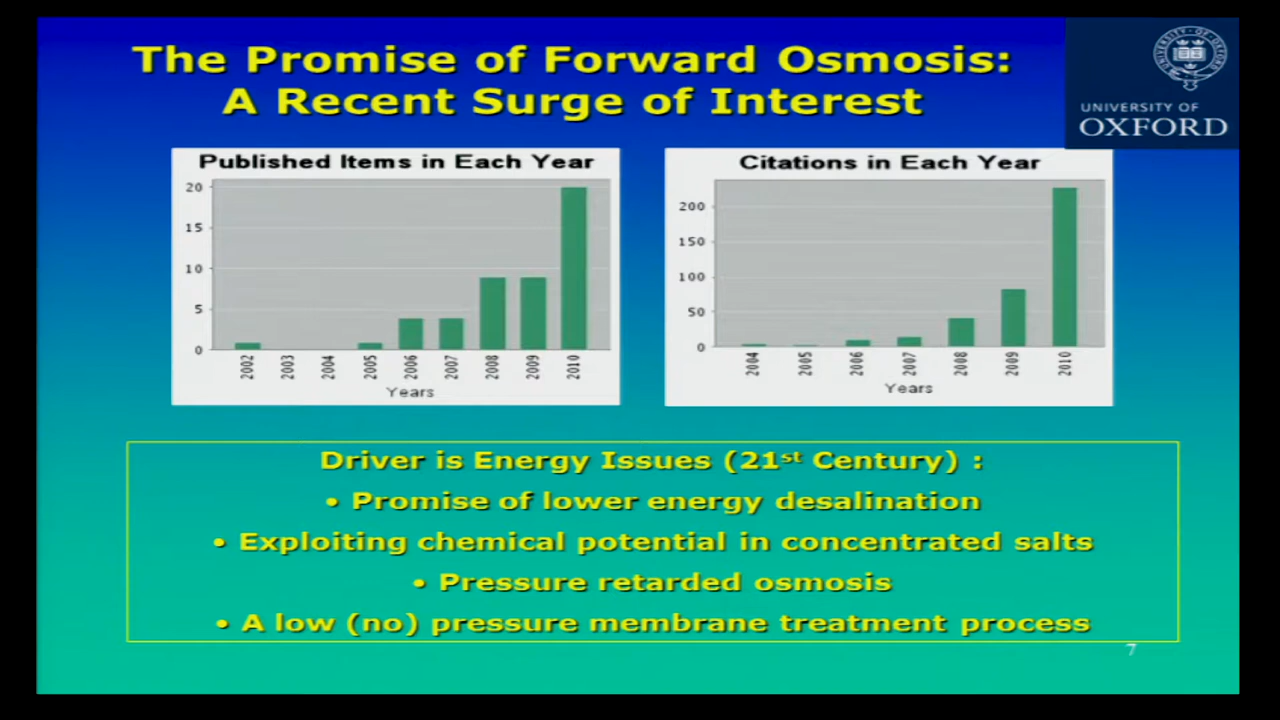 The Promise of Forward Osmosis:
A Recent Surge of Interest
UNIVERSITY OF
OXFORD
Published Items in Each Year
20
15
10
5
0
2002 2003 2004 2005 2006 2007 2008 2009 2010
Years
Citations in Each Year
200
150
100
50
0
2004 2005 2006 2007 2008 2009 2010
Years
Driver is Energy Issues (21st Century) :
• Promise of lower energy desalination
• Exploiting chemical potential in concentrated salts
• Pressure retarded osmosis
• A low (no) pressure membrane treatment process
7